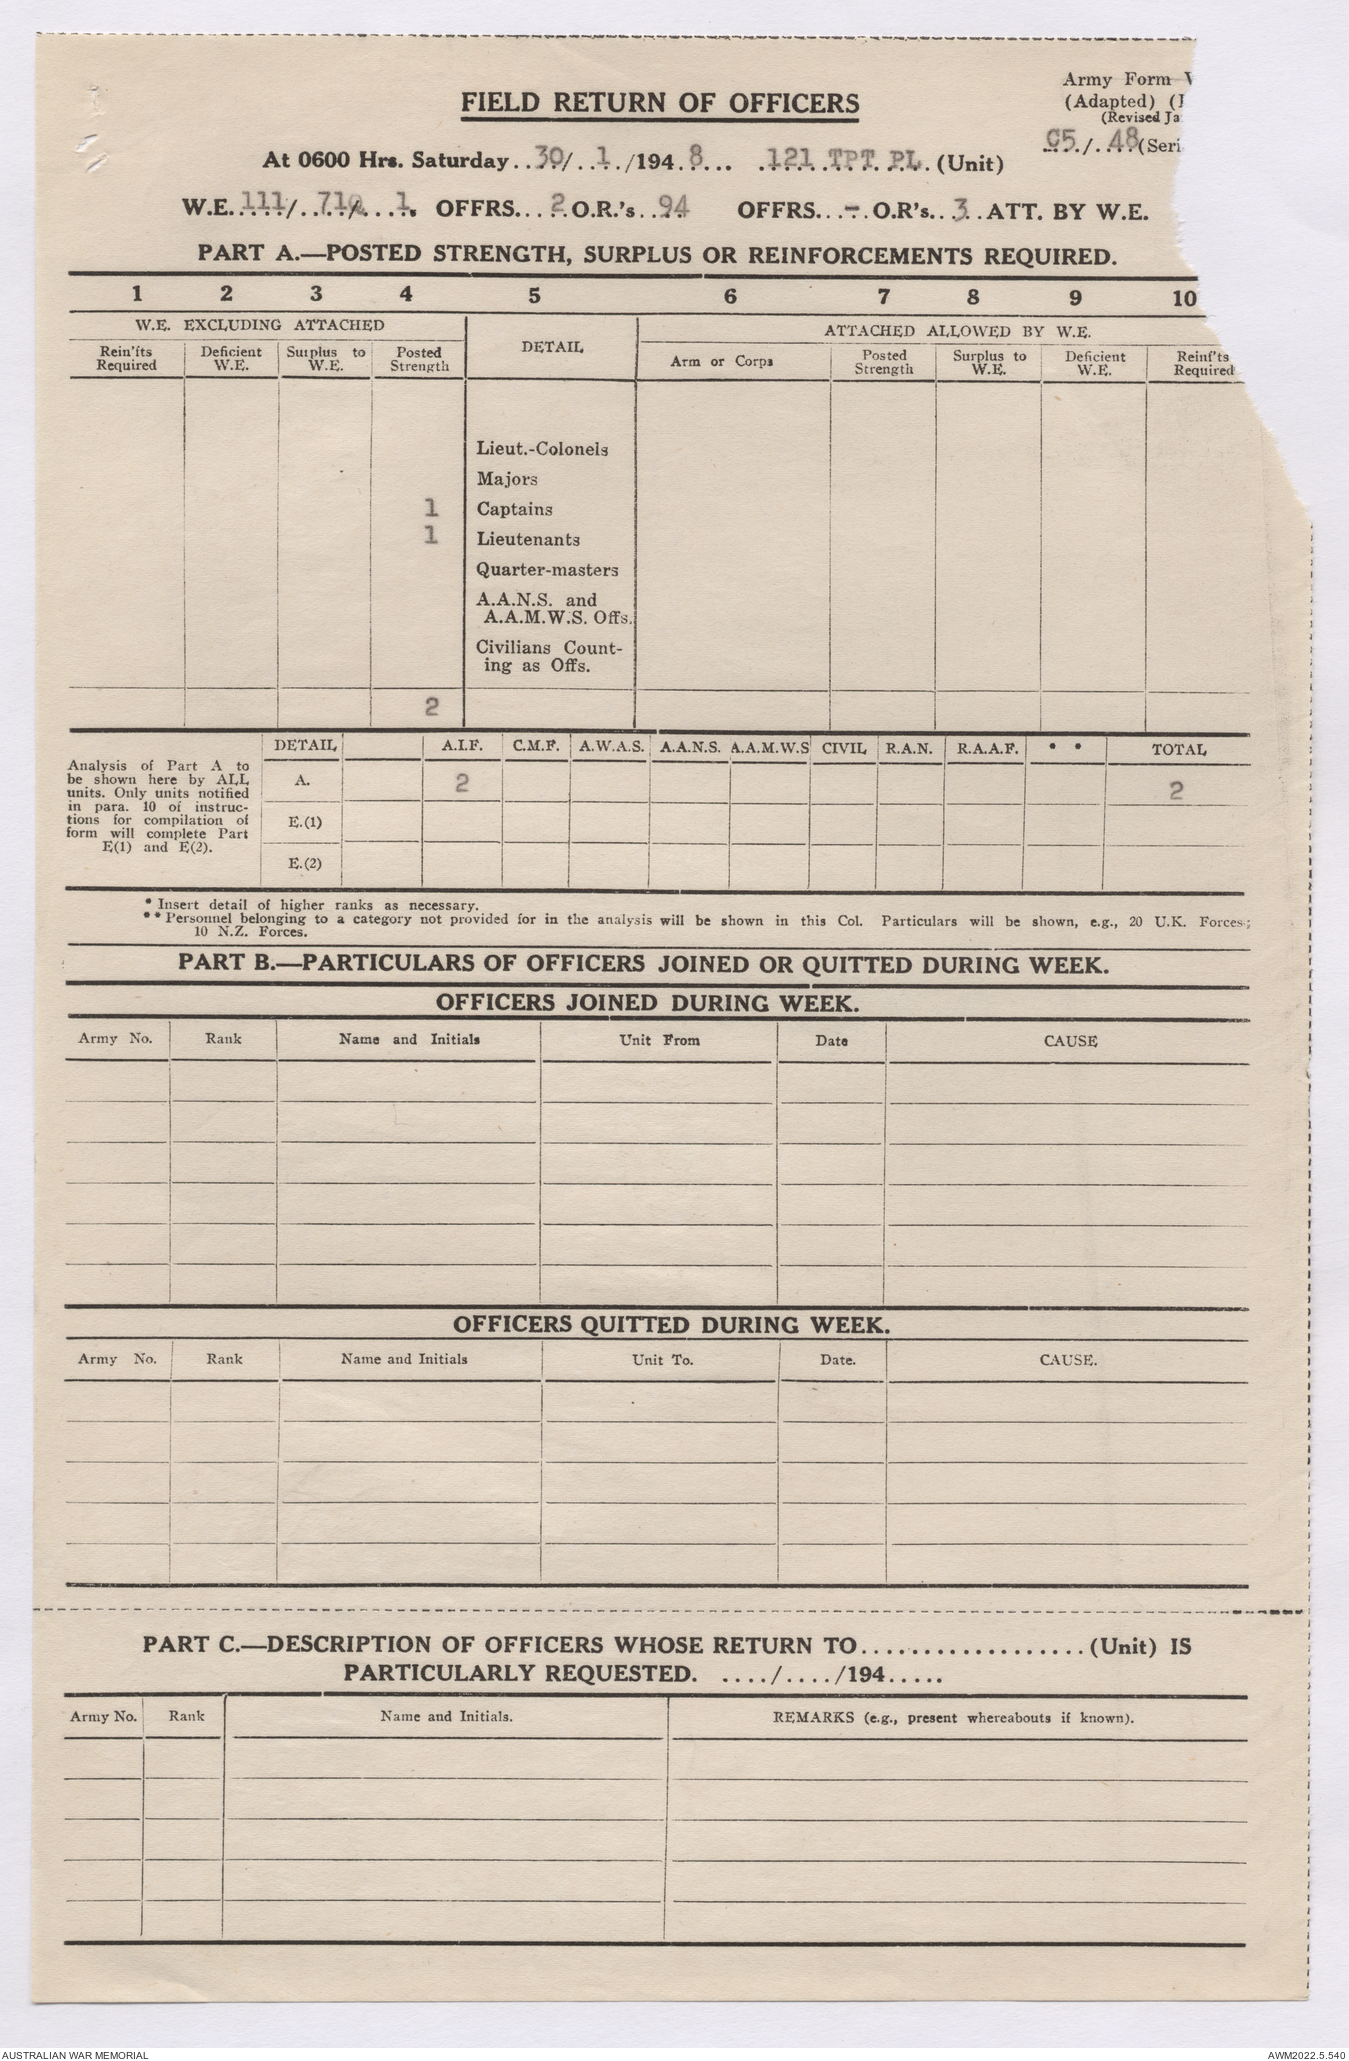 Army Form
(Adapted)
(Revised Ja
FIELD RETURN OF OFFICERS
C5/.48(Seri
At 0600 Hrs. Saturday..30/..1./194.8... .121 TPT PL.(Unit)
W.E.111/.71Q/..1. OFFRS...2.O.R.'s..94 OFFRS..-.O.R's..3..ATT. BY W.E.
PART A.—POSTED STRENGTH, SURPLUS OR REINFORCEMENTS REQUIRED.
1 2 3 4 5 6 7 8 9 10
W.E. EXCLUDING ATTACHED DETAIL ATTACHED ALLOWED BY W.E.
Rein'fts Required Deficient W.E. Surplus to W.E. Posted Strength Arm or Corps Posted Strength Surplus to W.E. Deficient W.E. Reinf'ts Required
Lieut.-Colonels
Majors
1 Captains
1 Lieutenants
Quarter-masters
A.A.N.S. and
A.A.M.W.S. Offs.
Civilians Count-
ing as Offs.
2
DETAIL A.I.F. C.M.F. A.W.A.S. A.A.N.S. A.A.M.W.S CIVIL R.A.N. R.A.A.F. * * TOTAL
Analysis of Part A to
be shown here by ALL
units. Only units notified
in para. 10 of instruc-
tions for compilation of
form will complete Part
E(1) and E(2).
A. 2 2
E.(1)
E.(2)
* Insert detail of higher ranks as necessary.
** Personnel belonging to a category not provided for in the analysis will be shown in this Col. Particulars will be shown, e.g., 20 U.K. Forces;
10 N.Z. Forces.
PART B.—PARTICULARS OF OFFICERS JOINED OR QUITTED DURING WEEK.
OFFICERS JOINED DURING WEEK.
Army No. Rank Name and Initials Unit From Date CAUSE
OFFICERS QUITTED DURING WEEK.
Army No. Rank Name and Initials Unit To. Date. CAUSE.
PART C.—DESCRIPTION OF OFFICERS WHOSE RETURN TO..................(Unit) IS
PARTICULARLY REQUESTED. ..../..../194.....
Army No. Rank Name and Initials. REMARKS (e.g., present whereabouts if known).
AUSTRALIAN WAR MEMORIAL AWM2022.5.540